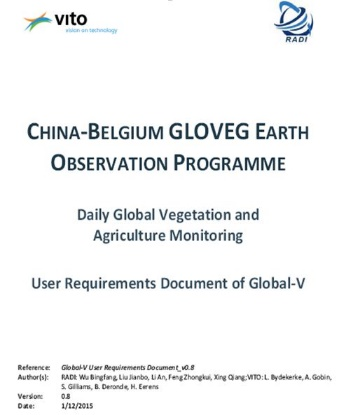 vito
vision on technology
RADI
CHINA-BELGIUM GLOVEG EARTH
OBSERVATION PROGRAMME
Daily Global Vegetation and
Agriculture Monitoring
User Requirements Document of Global-V
Reference: Global-V User Requirements Document_v0.8
Author(s): RADI: Wu Bingfang, Liu Jianbo, Li An, Feng Zhongkui, Xing Qiang;VITO: L. Bydekerke, A. Gobin,
S. Gilliams, B. Deronde, H. Eerens
Version: 0.8
Date: 1/12/2015